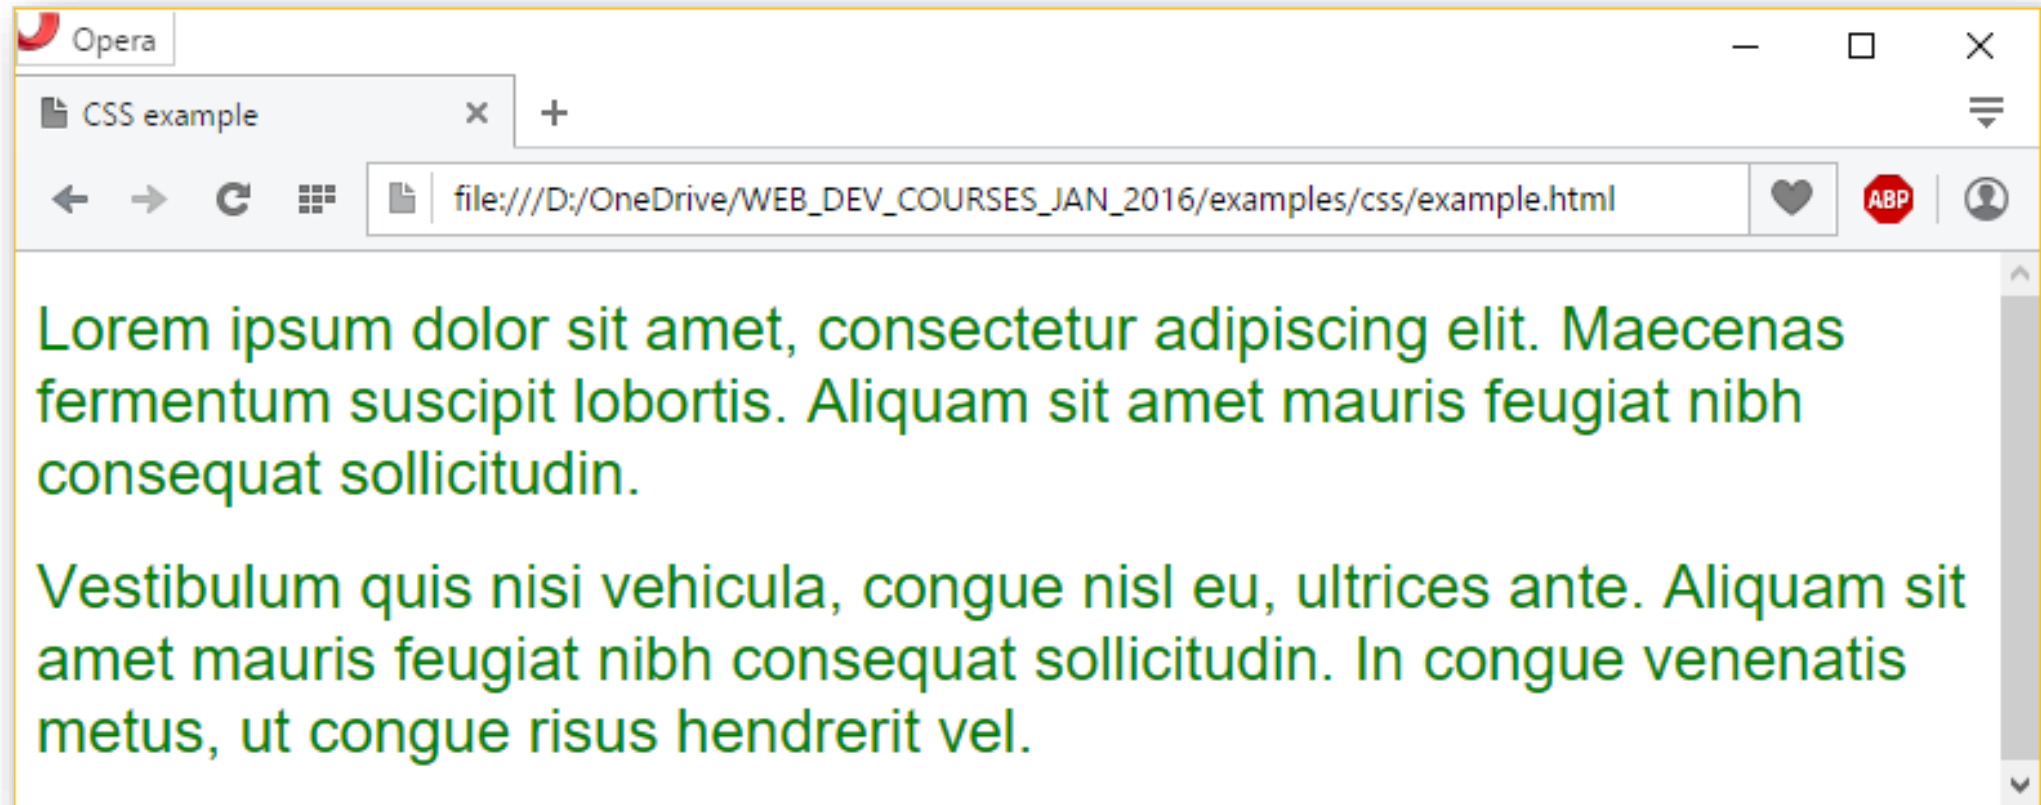 Opera
CSS example
file:///D:/OneDrive/WEB_DEV_COURSES_JAN_2016/examples/css/example.html
ABP
Lorem ipsum dolor sit amet, consectetur adipiscing elit. Maecenas
fermentum suscipit lobortis. Aliquam sit amet mauris feugiat nibh
consequat sollicitudin.
Vestibulum quis nisi vehicula, congue nisl eu, ultrices ante. Aliquam sit
amet mauris feugiat nibh consequat sollicitudin. In congue venenatis
metus, ut congue risus hendrerit vel.